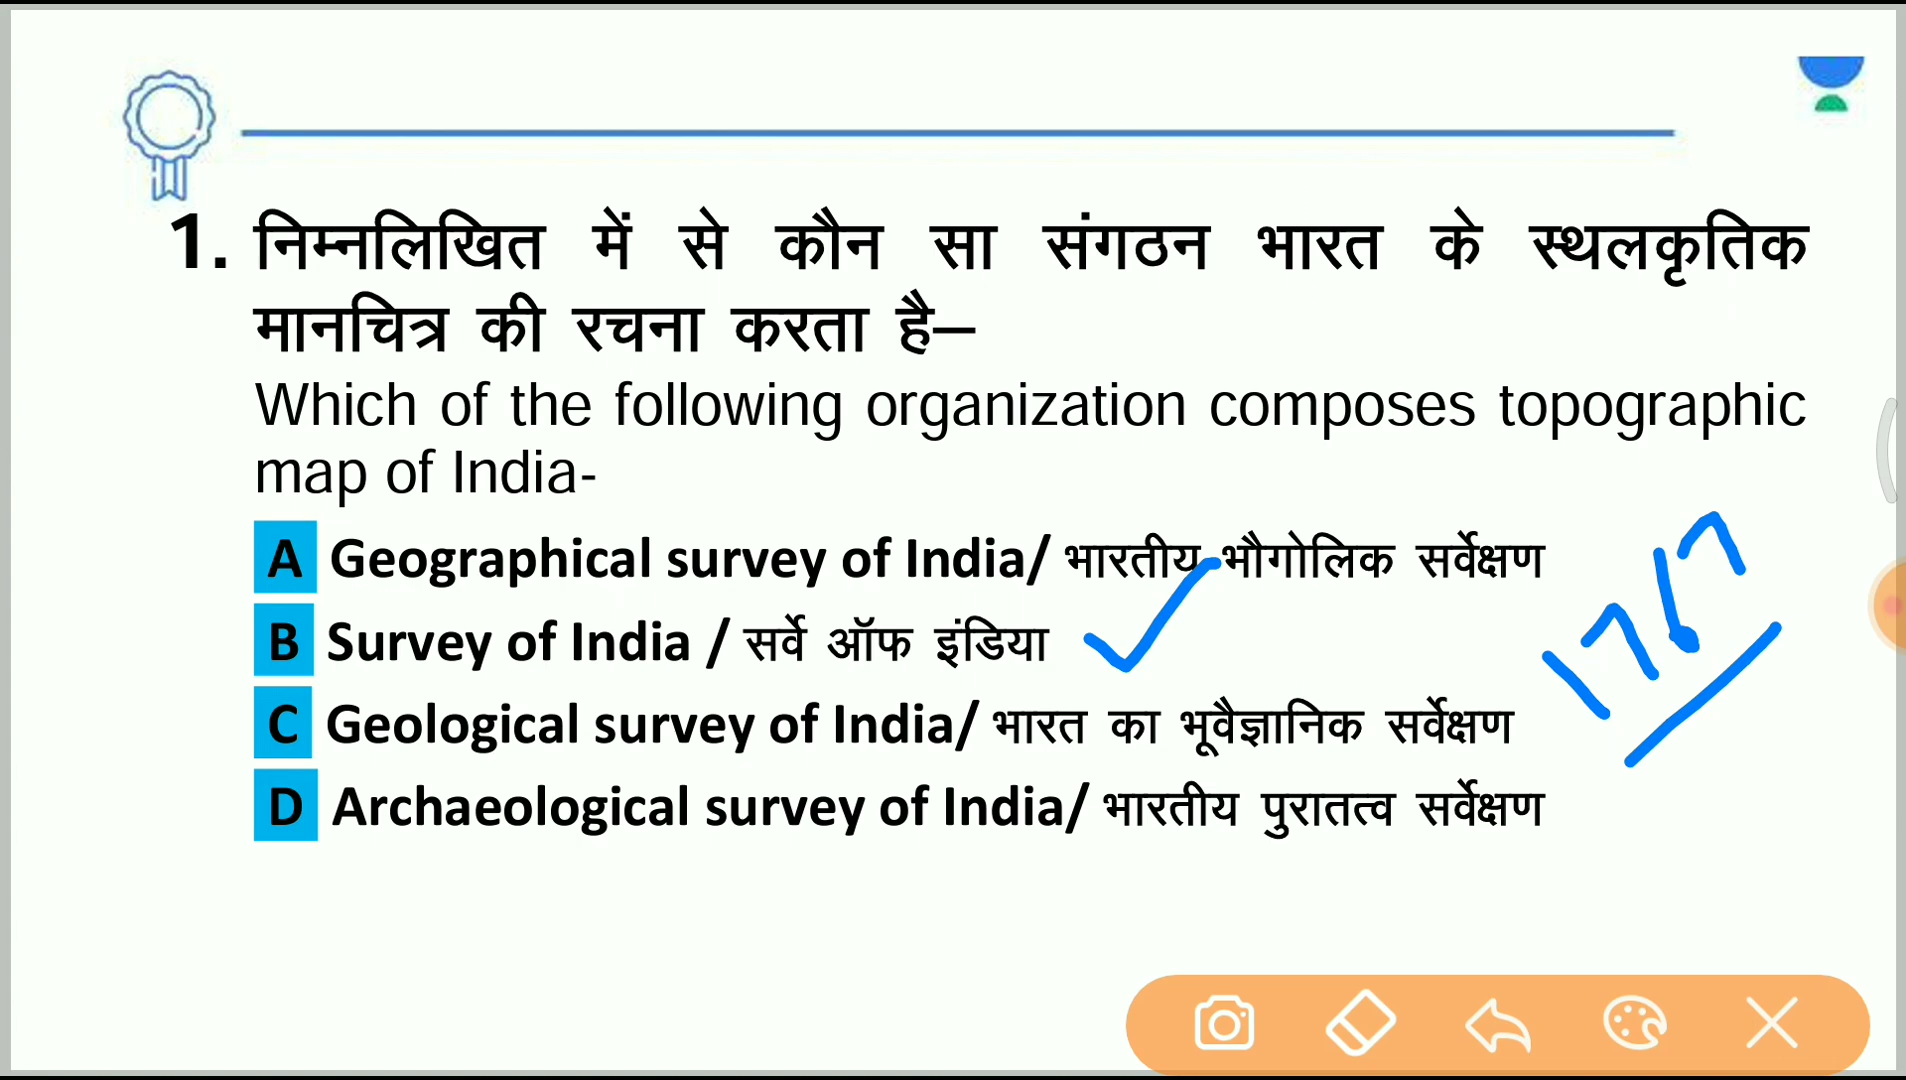 1. निम्नलिखित में से कौन सा संगठन भारत के स्थलकृतिक
मानचित्र की रचना करता है–
Which of the following organization composes topographic
map of India-
A Geographical survey of India/ भारतीय भौगोलिक सर्वेक्षण
B Survey of India / सर्वे ऑफ इंडिया
C Geological survey of India/ भारत का भूवैज्ञानिक सर्वेक्षण
D Archaeological survey of India/ भारतीय पुरातत्व सर्वेक्षण
1767